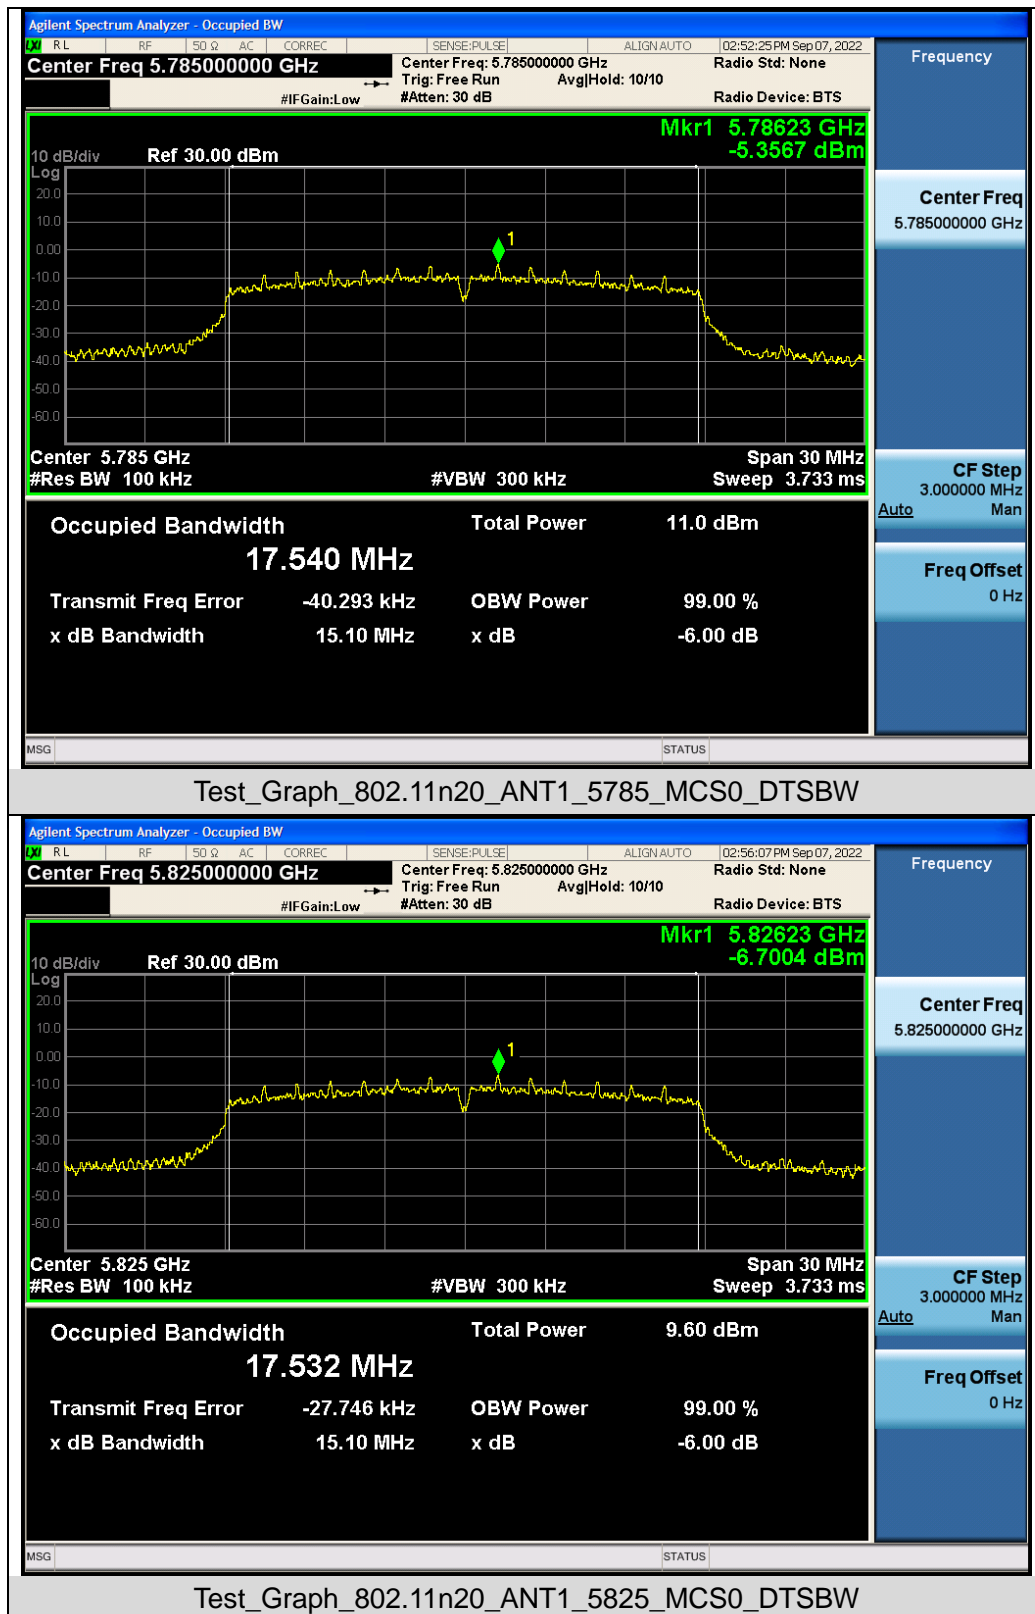 Agilent Spectrum Analyzer - Occupied BW
LXI RL RF 50 Ω AC CORREC SENSE:PULSE ALIGN AUTO 02:52:25 PM Sep 07, 2022
Center Freq 5.785000000 GHz
Center Freq: 5.785000000 GHz
Radio Std: None
Trig: Free Run Avg|Hold: 10/10
#IFGain:Low
#Atten: 30 dB
Radio Device: BTS
Frequency
Mkr1 5.78623 GHz
-5.3567 dBm
10 dB/div Ref 30.00 dBm
Log
20.0
10.0
0.00
-10.0
-20.0
-30.0
-40.0
-50.0
-60.0
1
Center Freq
5.785000000 GHz
Center 5.785 GHz Span 30 MHz
#Res BW 100 kHz #VBW 300 kHz Sweep 3.733 ms
CF Step
3.000000 MHz
Auto Man
Occupied Bandwidth Total Power 11.0 dBm
17.540 MHz
Transmit Freq Error -40.293 kHz OBW Power 99.00 %
x dB Bandwidth 15.10 MHz x dB -6.00 dB
Freq Offset
0 Hz
MSG STATUS
Test_Graph_802.11n20_ANT1_5785_MCS0_DTSBW
Agilent Spectrum Analyzer - Occupied BW
LXI RL RF 50 Ω AC CORREC SENSE:PULSE ALIGN AUTO 02:56:07 PM Sep 07, 2022
Center Freq 5.825000000 GHz
Center Freq: 5.825000000 GHz
Radio Std: None
Trig: Free Run Avg|Hold: 10/10
#IFGain:Low
#Atten: 30 dB
Radio Device: BTS
Frequency
Mkr1 5.82623 GHz
-6.7004 dBm
10 dB/div Ref 30.00 dBm
Log
20.0
10.0
0.00
-10.0
-20.0
-30.0
-40.0
-50.0
-60.0
1
Center Freq
5.825000000 GHz
Center 5.825 GHz Span 30 MHz
#Res BW 100 kHz #VBW 300 kHz Sweep 3.733 ms
CF Step
3.000000 MHz
Auto Man
Occupied Bandwidth Total Power 9.60 dBm
17.532 MHz
Transmit Freq Error -27.746 kHz OBW Power 99.00 %
x dB Bandwidth 15.10 MHz x dB -6.00 dB
Freq Offset
0 Hz
MSG STATUS
Test_Graph_802.11n20_ANT1_5825_MCS0_DTSBW